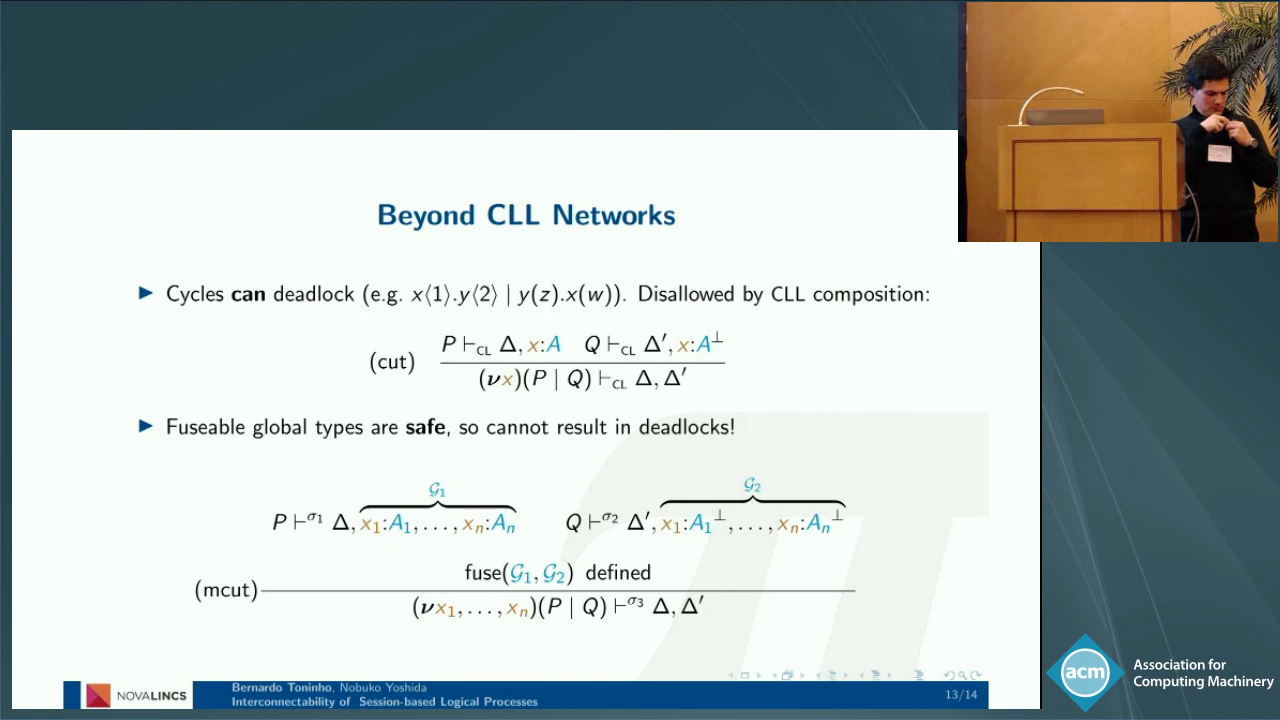 Beyond CLL Networks
▶ Cycles can deadlock (e.g. x⟨1⟩.y⟨2⟩ | y(z).x(w)). Disallowed by CLL composition:
(cut) P ⊢CL Δ, x:A Q ⊢CL Δ′, x:A⊥
(νx)(P | Q) ⊢CL Δ, Δ′
▶ Fuseable global types are safe, so cannot result in deadlocks!
𝒢1 𝒢2
P ⊢σ1 Δ, x1:A1, . . . , xn:An Q ⊢σ2 Δ′, x1:A1⊥, . . . , xn:An⊥
fuse(𝒢1, 𝒢2) defined
(mcut)
(νx1, . . . , xn)(P | Q) ⊢σ3 Δ, Δ′
NOVALINCS
Bernardo Toninho, Nobuko Yoshida
Interconnectability of Session-based Logical Processes
13/14
acm
Association for
Computing Machinery